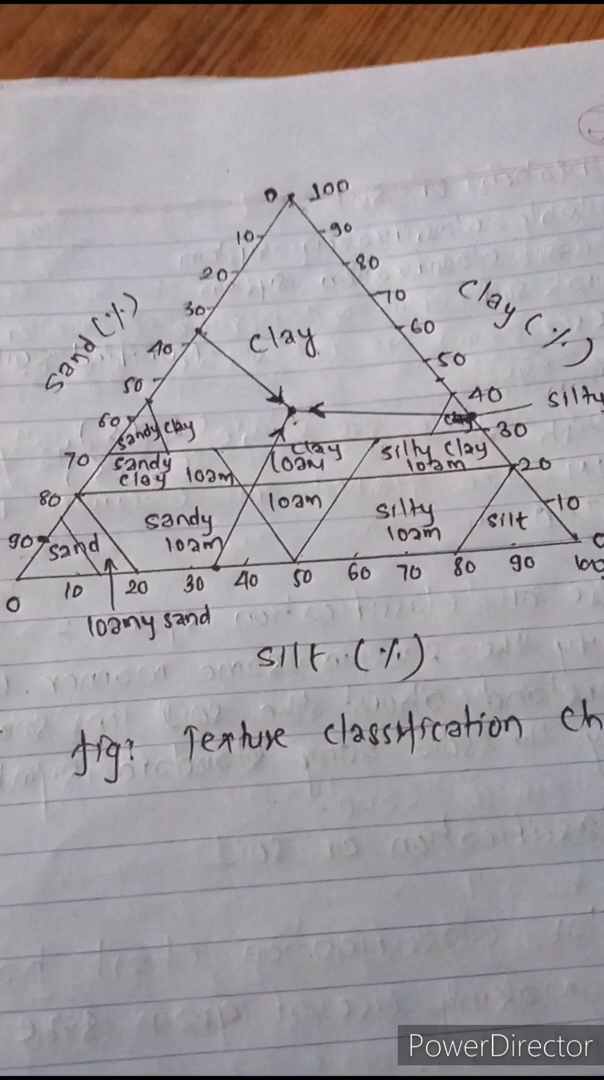 0 100
10 90
20 80
30 70
Sand (%) Clay (%)
40 clay 60
50 50
60 40
sandy clay silty
30
70 sandy clay loam clay loam silty clay loam 20
80 sandy loam loam silty loam silt 10
90 sand
0 10 20 30 40 50 60 70 80 90 100
loamy sand
silt (%)
fig: Texture classification ch
PowerDirector